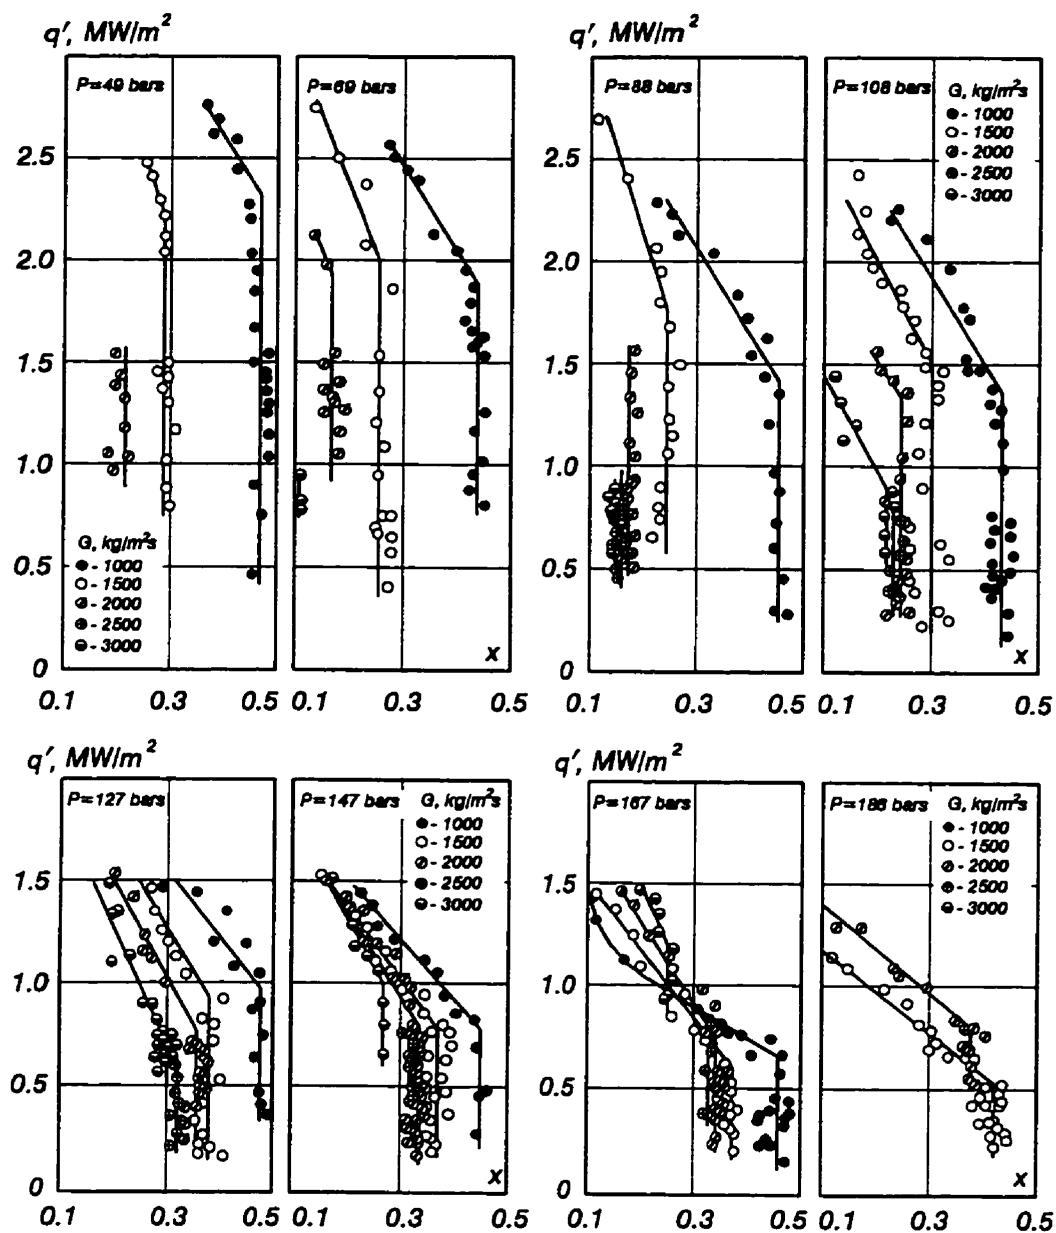 q′, MW/m²
P=49 bars
P=69 bars
2.5
2.0
1.5
1.0
0.5
0
G, kg/m²s
- 1000
- 1500
- 2000
- 2500
- 3000
x
0.1 0.3 0.5 0.3 0.5
q′, MW/m²
P=88 bars
P=108 bars
G, kg/m²s
- 1000
- 1500
- 2000
- 2500
- 3000
2.5
2.0
1.5
1.0
0.5
0
x
0.1 0.3 0.5 0.1 0.3 0.5
q′, MW/m²
P=127 bars
P=147 bars
G, kg/m²s
- 1000
- 1500
- 2000
- 2500
- 3000
1.5
1.0
0.5
0
x
0.1 0.3 0.5 0.1 0.3 0.5
q′, MW/m²
P=167 bars
P=186 bars
G, kg/m²s
- 1000
- 1500
- 2000
- 2500
- 3000
1.5
1.0
0.5
0
x
0.1 0.3 0.5 0.1 0.3 0.5